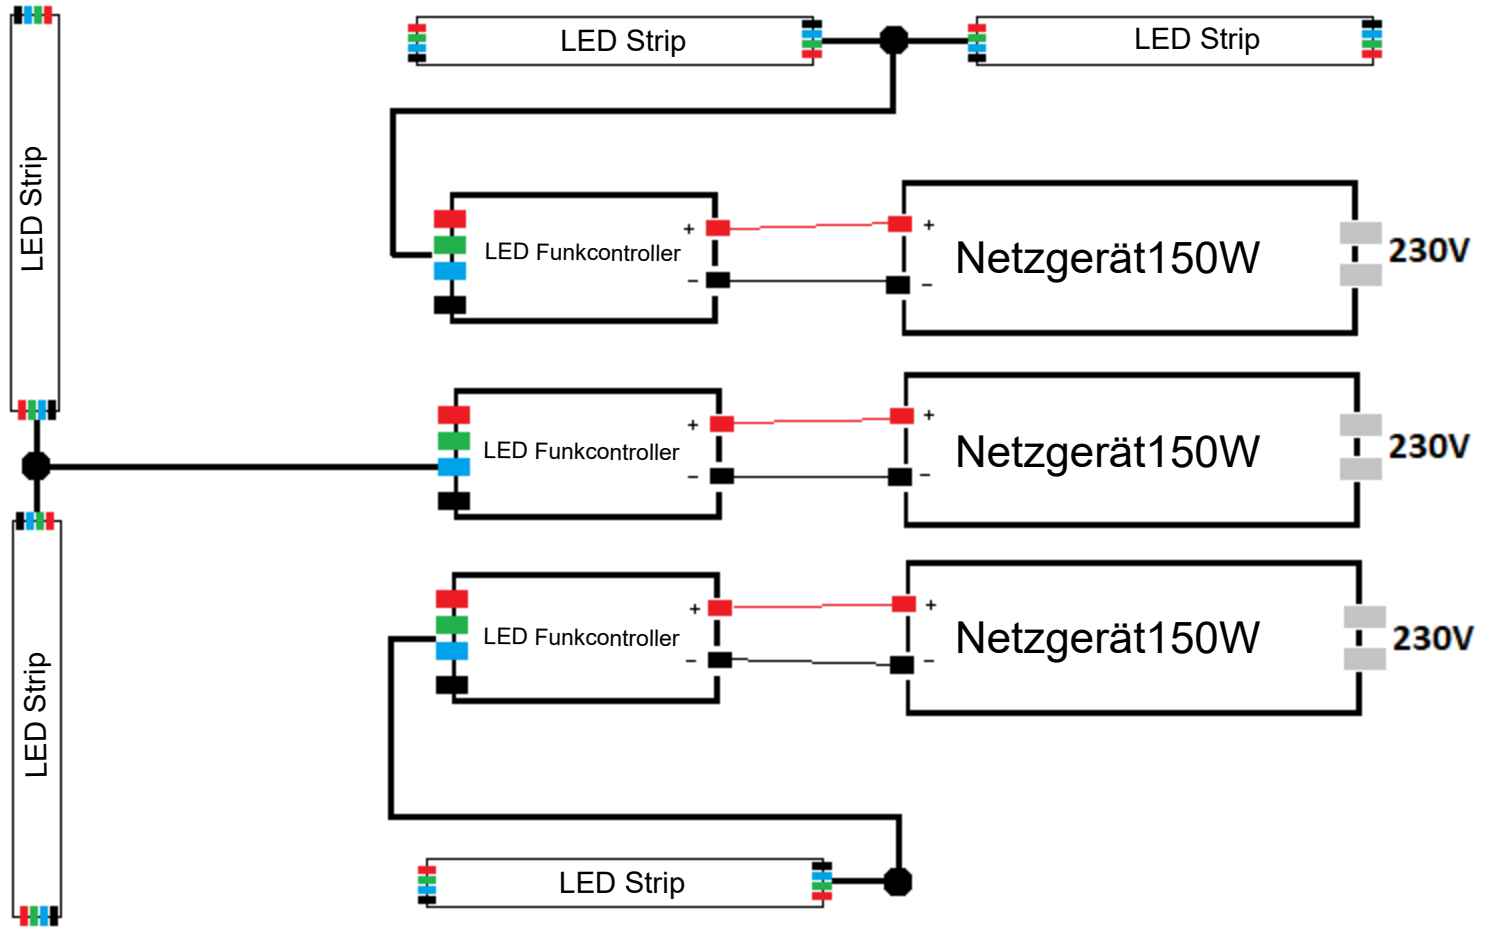 LED Strip
LED Strip
LED Strip
+
+
LED Funkcontroller
Netzgerät150W
230V
–
–
+
+
LED Funkcontroller
Netzgerät150W
230V
–
–
+
+
LED Funkcontroller
Netzgerät150W
230V
–
–
LED Strip
LED Strip